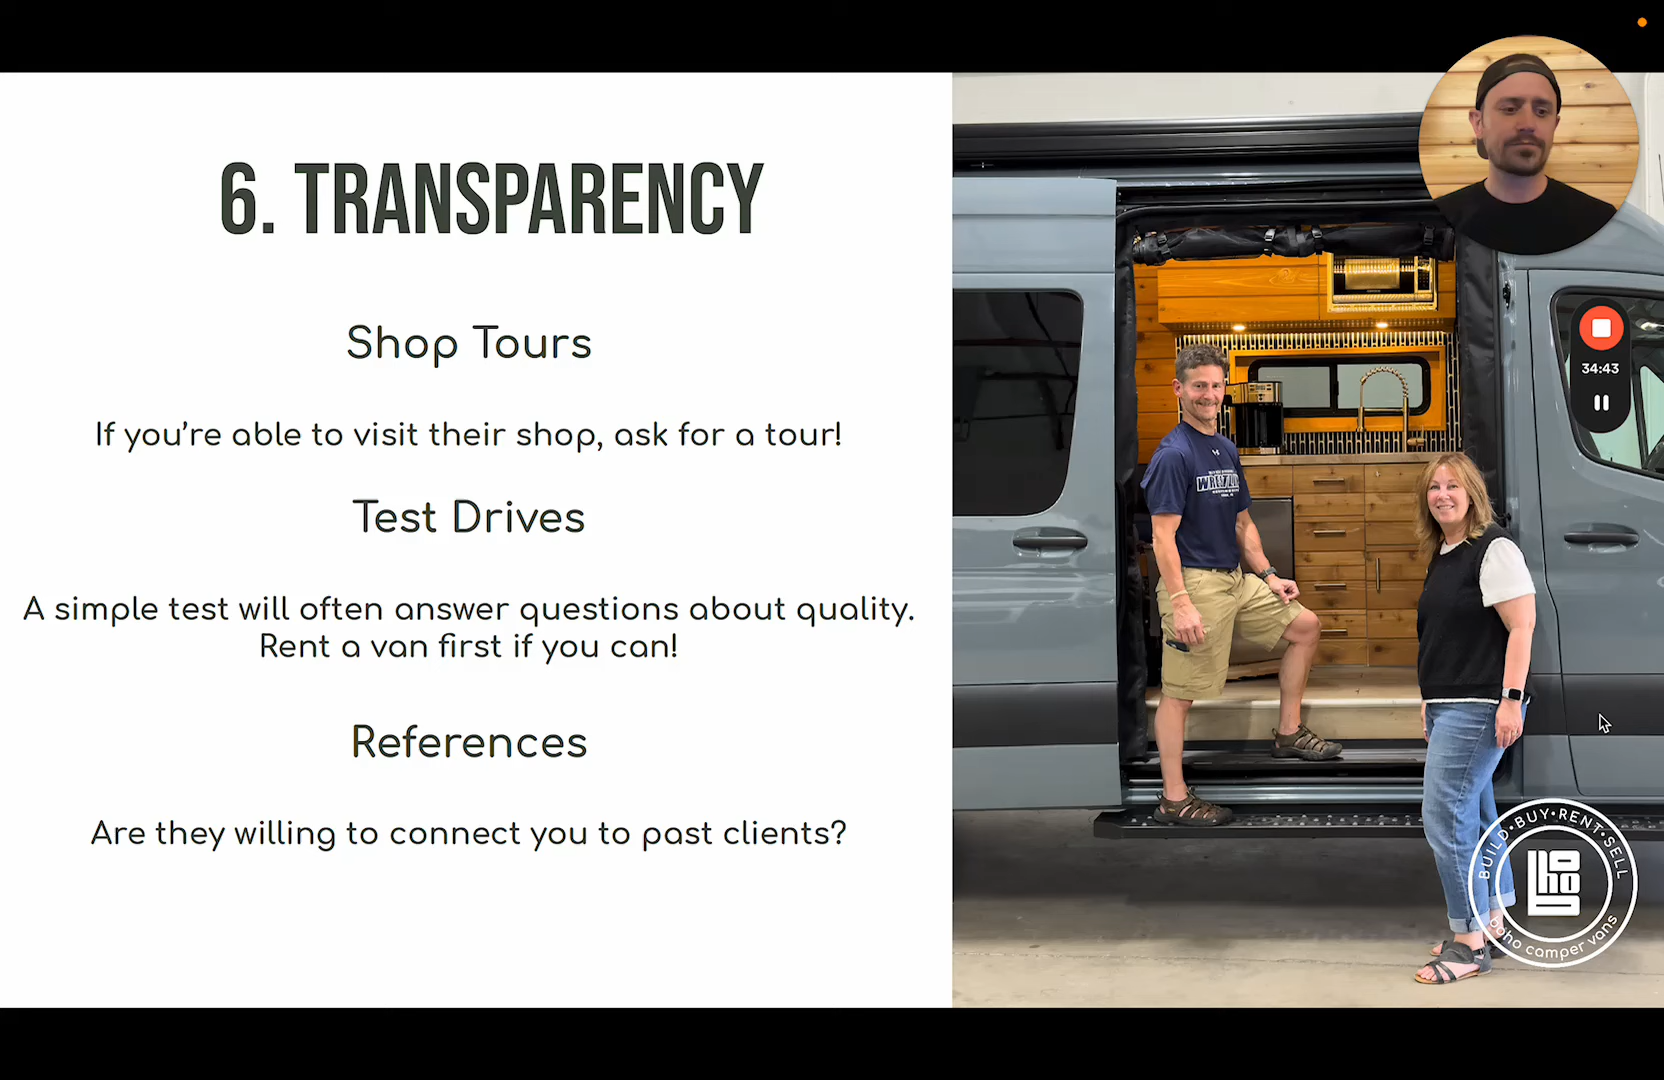 6. TRANSPARENCY
Shop Tours
If you're able to visit their shop, ask for a tour!
Test Drives
A simple test will often answer questions about quality.
Rent a van first if you can!
References
Are they willing to connect you to past clients?
34:43
BUILD•BUY•RENT•SELL
boho
boho camper vans